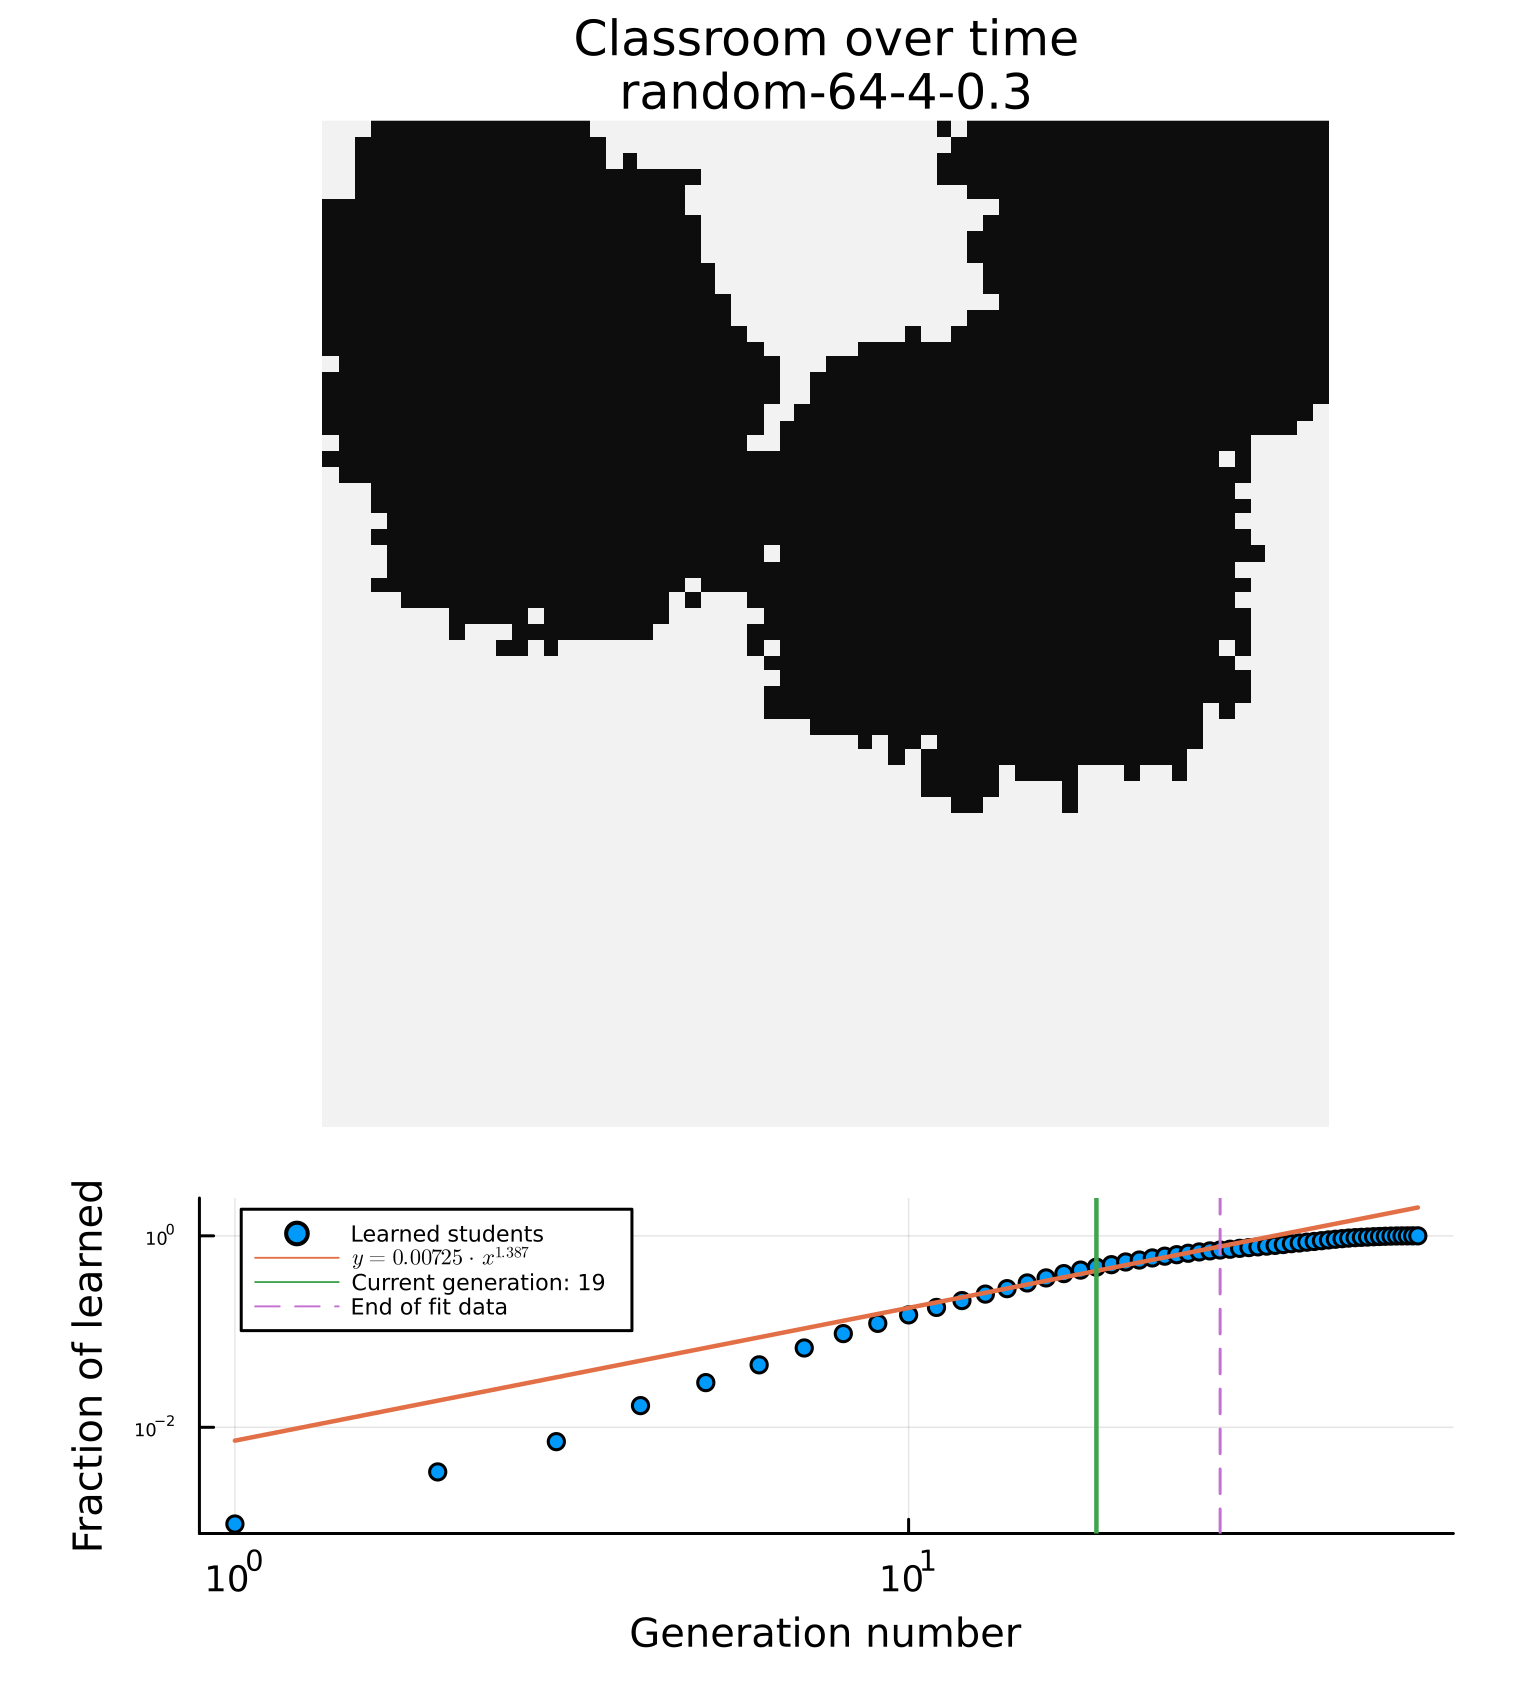 Classroom over time
random-64-4-0.3
Fraction of learned
10^0
10^−2
Learned students
y = 0.00725 · x^1.387
Current generation: 19
End of fit data
10^0
10^1
Generation number